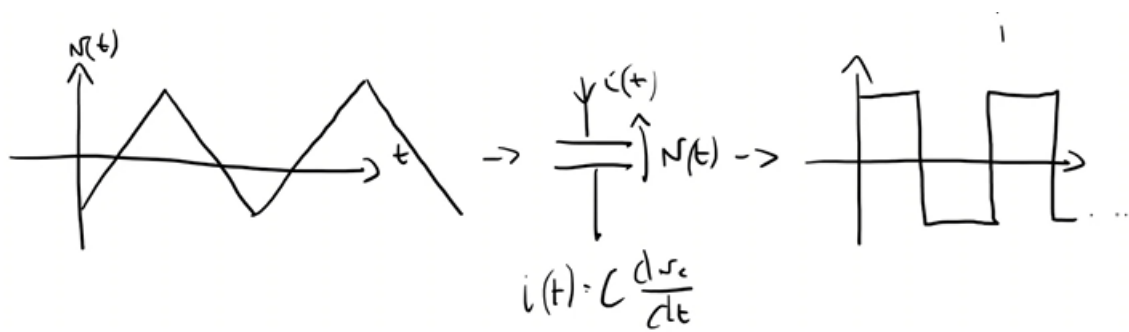 v(t)
t
→
i(t)
v(t)
→
i
...
i(t) = C dvc/dt